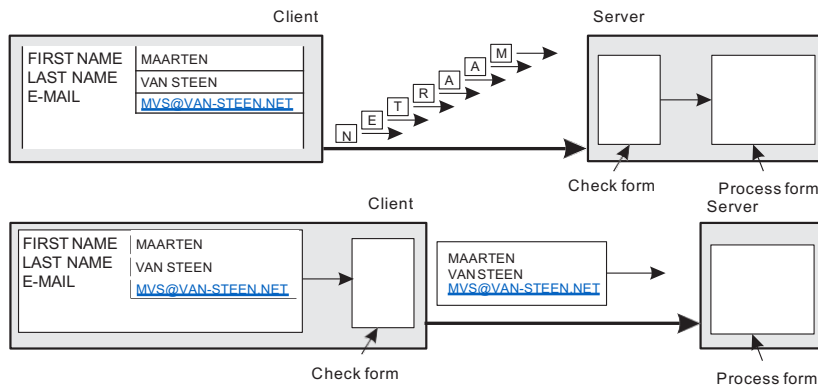 Client
Server
FIRST NAME MAARTEN
LAST NAME VAN STEEN
E-MAIL MVS@VAN-STEEN.NET
M
A
A
R
T
E
N
Check form
Process form
Client
Server
FIRST NAME MAARTEN
LAST NAME VAN STEEN
E-MAIL MVS@VAN-STEEN.NET
MAARTEN
VAN STEEN
MVS@VAN-STEEN.NET
Check form
Process form